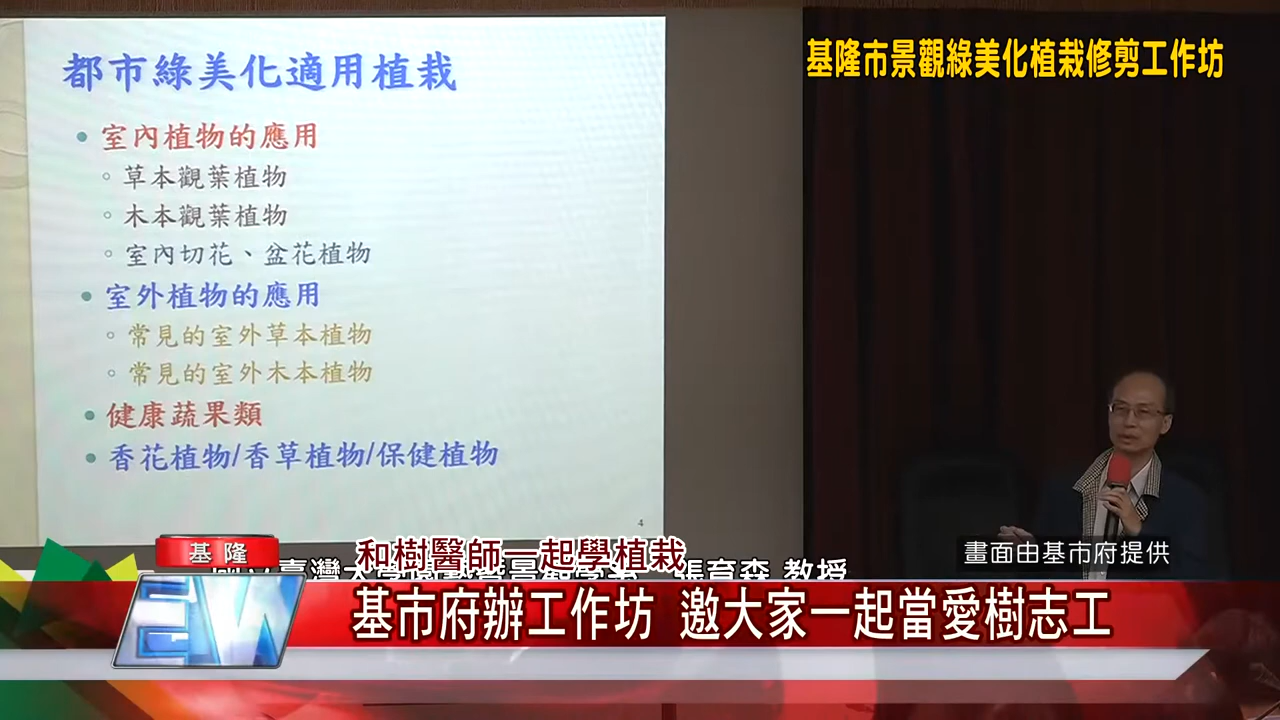 都市綠美化適用植栽
• 室內植物的應用
◦ 草本觀葉植物
◦ 木本觀葉植物
◦ 室內切花、盆花植物
• 室外植物的應用
◦ 常見的室外草本植物
◦ 常見的室外木本植物
• 健康蔬果類
• 香花植物/香草植物/保健植物
4
基隆市景觀綠美化植栽修剪工作坊
畫面由基市府提供
基隆
和樹醫師一起學植栽
張育森 教授
基市府辦工作坊 邀大家一起當愛樹志工
EW